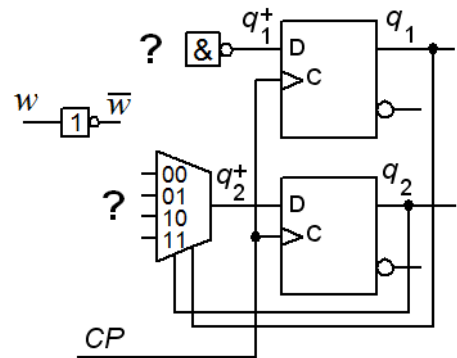 ? & q₁⁺ D q₁
C
w 1 w̅
00 q₂⁺ q₂
01 D
? 10 C
11
CP